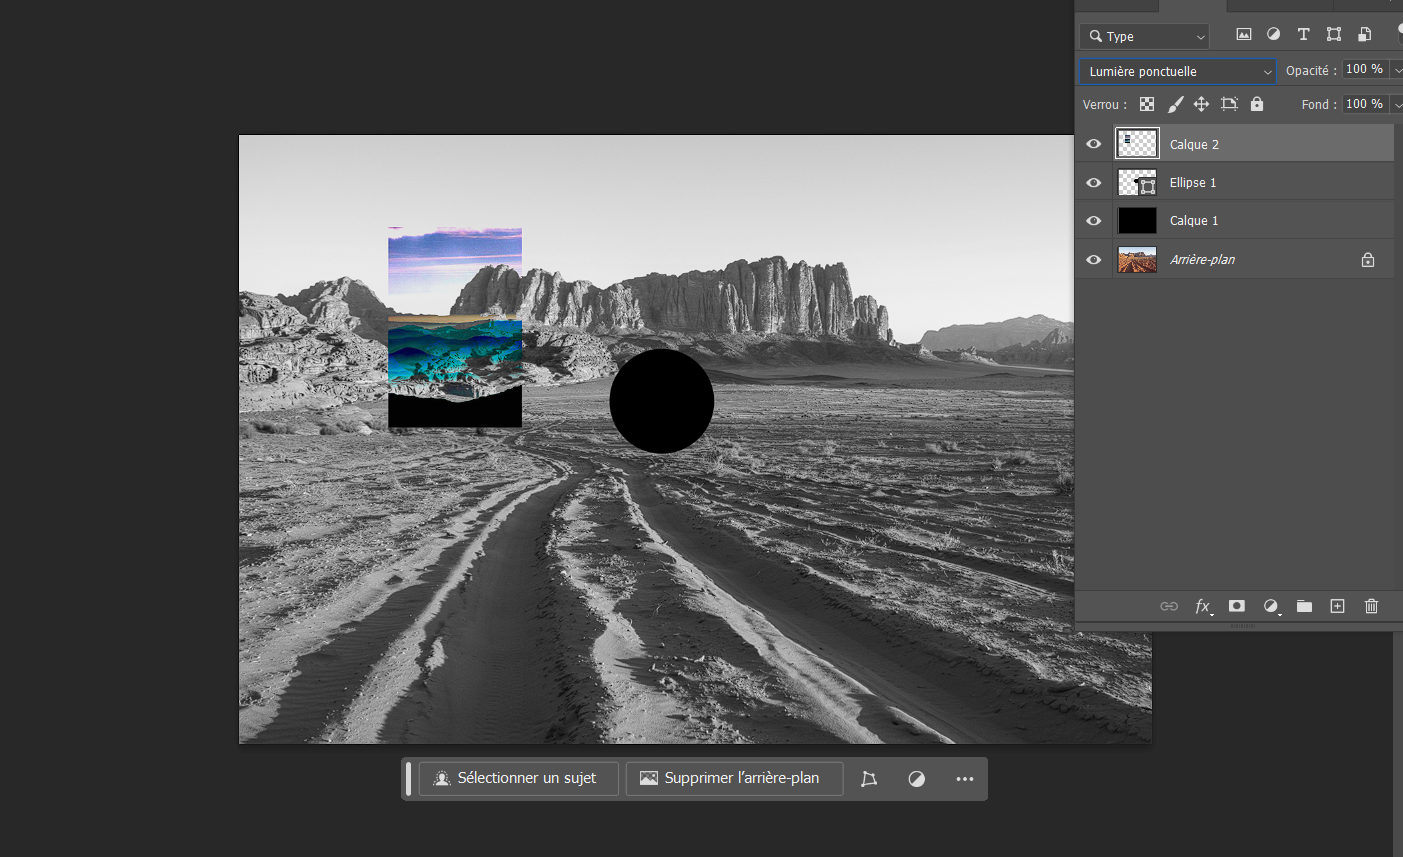 Type
Lumière ponctuelle
Opacité : 100 %
Verrou : Fond : 100 %
Calque 2
Ellipse 1
Calque 1
Arrière-plan
fx
Sélectionner un sujet Supprimer l'arrière-plan